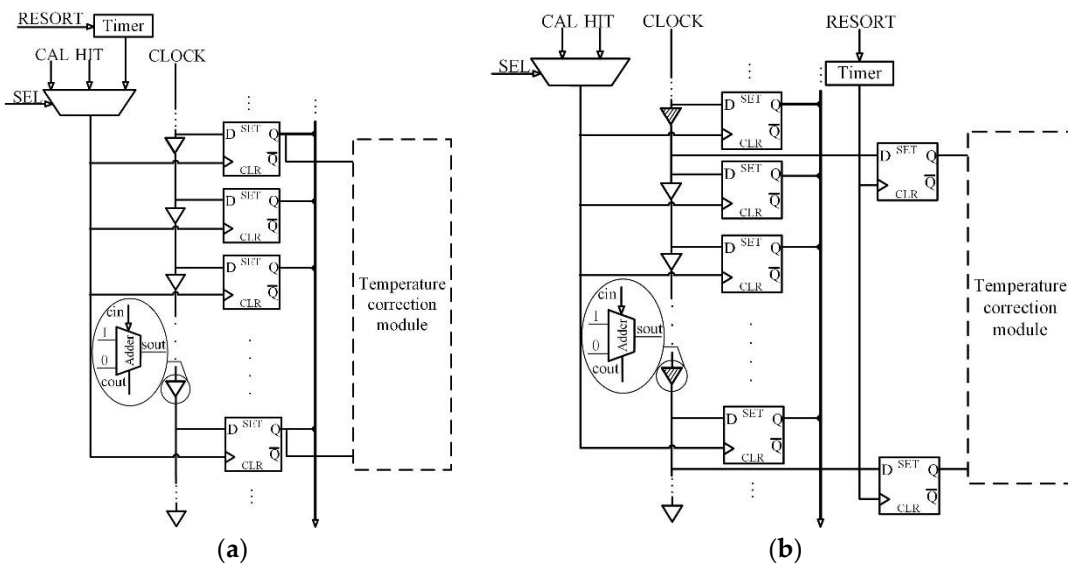 RESORT
Timer
CAL HIT
CLOCK
SEL
D SET Q
Q
CLR
D SET Q
Q
CLR
D SET Q
Q
CLR
cin
1
Adder
sout
0
cout
D SET Q
Q
CLR
Temperature
correction
module
(a)
CAL HIT
CLOCK
RESORT
SEL
Timer
D SET Q
Q
CLR
D SET Q
Q
CLR
D SET Q
Q
CLR
D SET Q
Q
CLR
cin
1
Adder
sout
0
cout
D SET Q
Q
CLR
D SET Q
Q
CLR
Temperature
correction
module
(b)